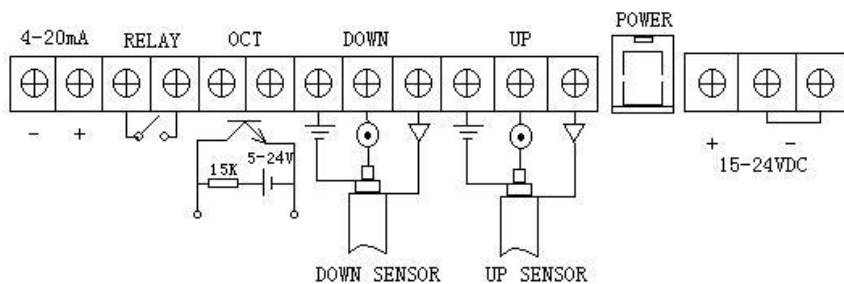 POWER
4-20mA RELAY OCT DOWN UP
- + + -
5-24V
15K
15-24VDC
DOWN SENSOR UP SENSOR